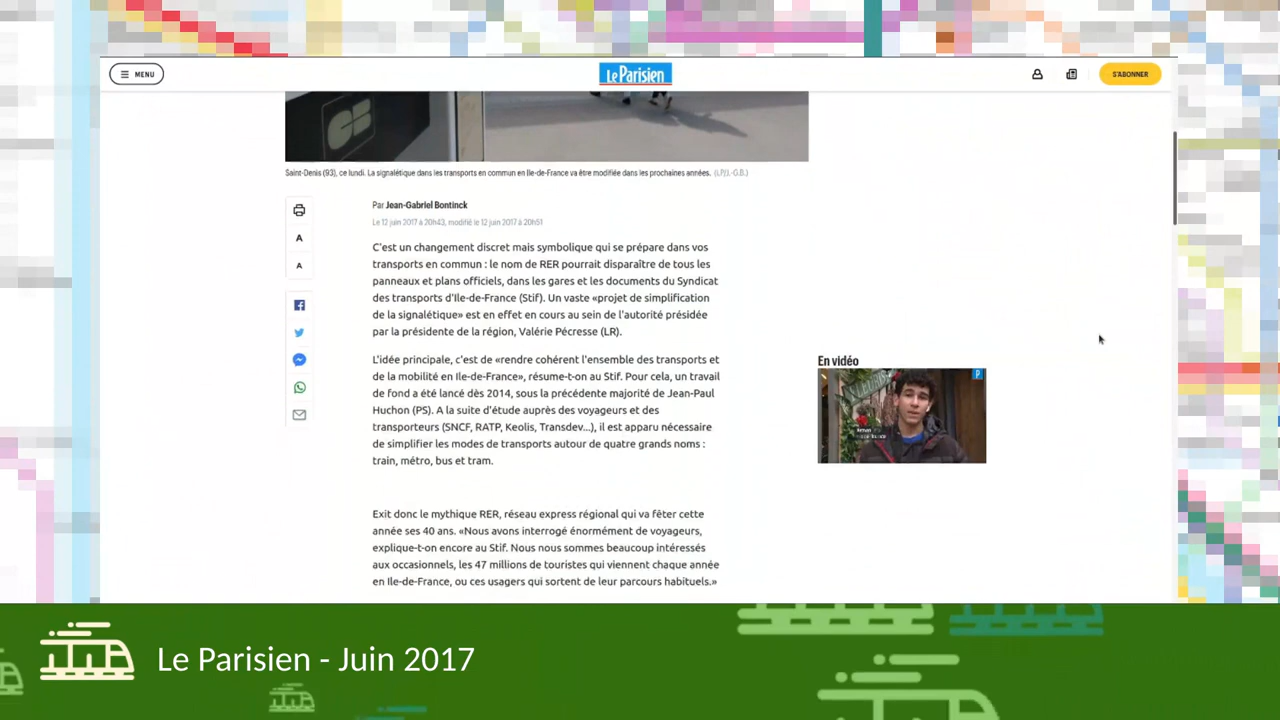 MENU
Le Parisien
S'ABONNER
Saint-Denis (93), ce lundi. La signalétique dans les transports en commun en Ile-de-France va être modifiée dans les prochaines années. (LP/J.-G.B.)
Par Jean-Gabriel Bontinck
Le 12 juin 2017 à 20h43, modifié le 12 juin 2017 à 20h51
A
A
C'est un changement discret mais symbolique qui se prépare dans vos
transports en commun : le nom de RER pourrait disparaître de tous les
panneaux et plans officiels, dans les gares et les documents du Syndicat
des transports d'Ile-de-France (Stif). Un vaste «projet de simplification
de la signalétique» est en effet en cours au sein de l'autorité présidée
par la présidente de la région, Valérie Pécresse (LR).
L'idée principale, c'est de «rendre cohérent l'ensemble des transports et
de la mobilité en Ile-de-France», résume-t-on au Stif. Pour cela, un travail
de fond a été lancé dès 2014, sous la précédente majorité de Jean-Paul
Huchon (PS). A la suite d'étude auprès des voyageurs et des
transporteurs (SNCF, RATP, Keolis, Transdev...), il est apparu nécessaire
de simplifier les modes de transports autour de quatre grands noms :
train, métro, bus et tram.
En vidéo
P
Exit donc le mythique RER, réseau express régional qui va fêter cette
année ses 40 ans. «Nous avons interrogé énormément de voyageurs,
explique-t-on encore au Stif. Nous nous sommes beaucoup intéressés
aux occasionnels, les 47 millions de touristes qui viennent chaque année
en Ile-de-France, ou ces usagers qui sortent de leur parcours habituels.»
Le Parisien - Juin 2017